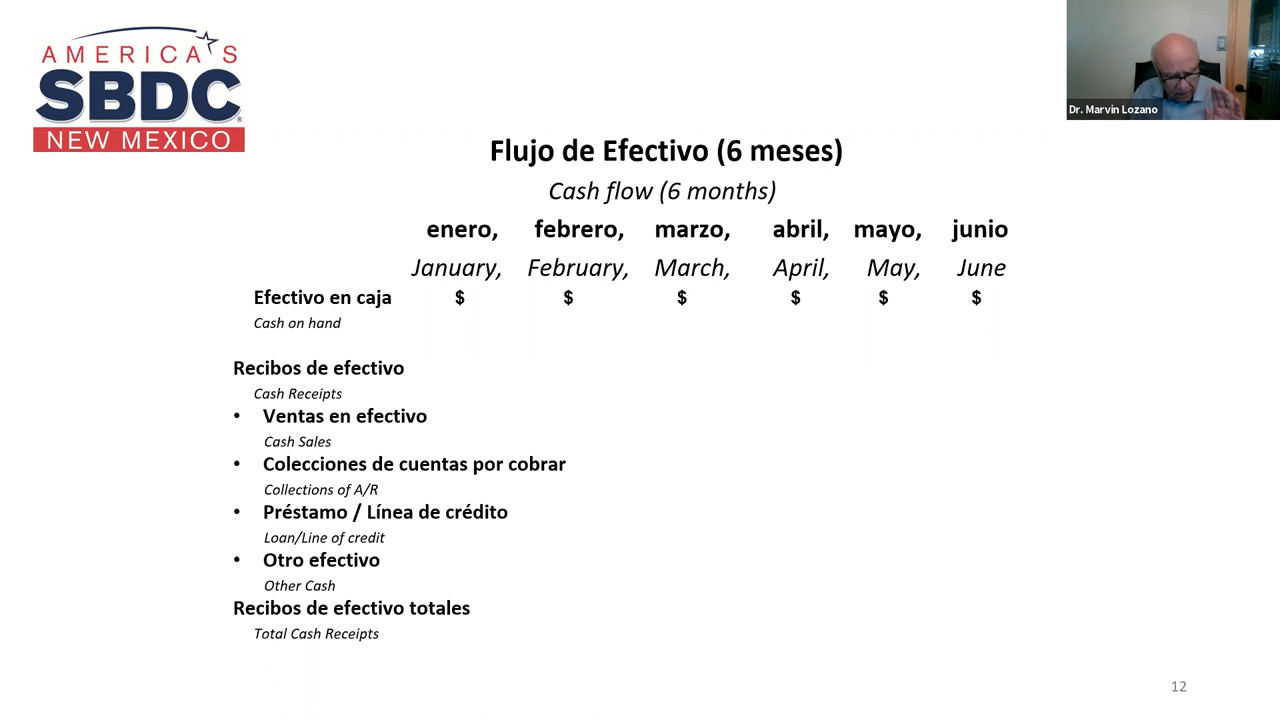 AMERICA'S
SBDC
NEW MEXICO
Dr. Marvin Lozano
Flujo de Efectivo (6 meses)
Cash flow (6 months)
enero, febrero, marzo, abril, mayo, junio
January, February, March, April, May, June
Efectivo en caja $ $ $ $ $ $
Cash on hand
Recibos de efectivo
Cash Receipts
• Ventas en efectivo
Cash Sales
• Colecciones de cuentas por cobrar
Collections of A/R
• Préstamo / Línea de crédito
Loan/Line of credit
• Otro efectivo
Other Cash
Recibos de efectivo totales
Total Cash Receipts
12